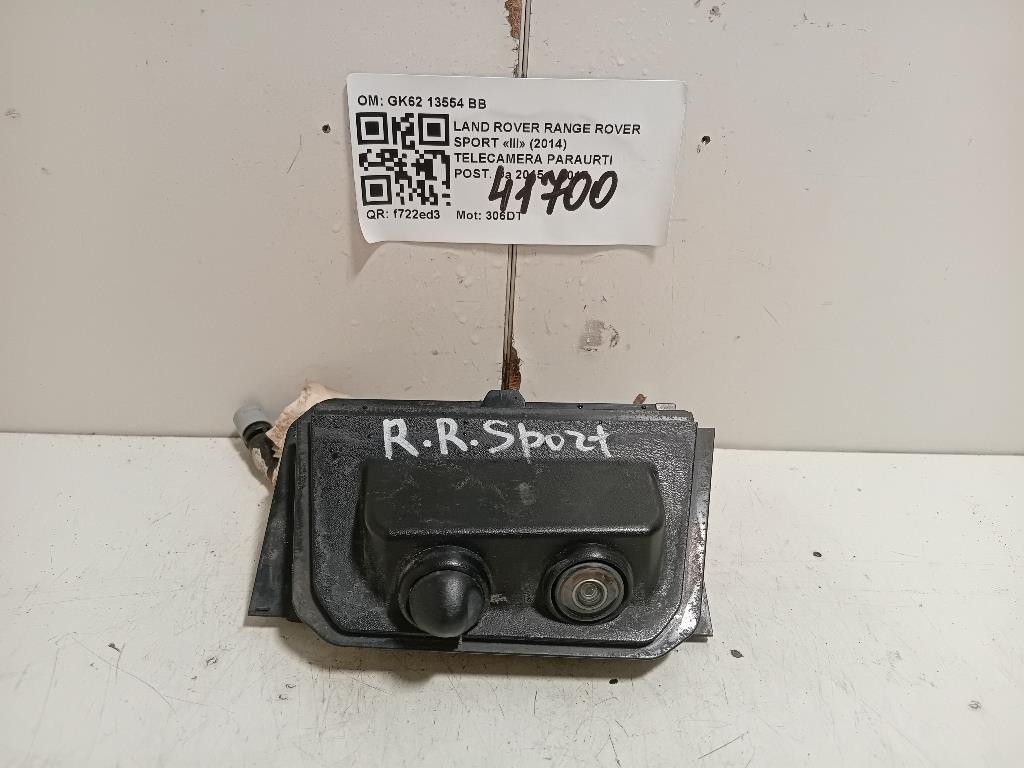 OM: GK62 13554 BB
LAND ROVER RANGE ROVER
SPORT «III» (2014)
TELECAMERA PARAURTI
POST.
41700
QR: f722ed3 Mot: 306DT
R.R.Sport